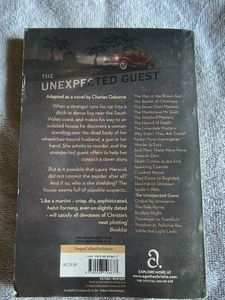 THE
UNEXPECTED GUEST
Adapted as a novel by Charles Osborne
When a stranger runs his car into a
ditch in dense fog near the South
Wales coast, and makes his way to an
isolated house, he discovers a woman
standing over the dead body of her
wheelchair-bound husband, a gun in
her hand. She admits to murder, and the
unexpected guest offers to help her
concoct a cover story.
But is it possible that Laura Warwick did
not commit the murder after all?
And if so, who is she shielding? The
house seems full of possible suspects...
'Like a martini – crisp, dry, sophisticated,
habit-forming, ever-so-slightly dated
– will satisfy all devotees of Christie's
neat plotting'
Booklist
The Man in the Brown Suit
The Secret of Chimneys
The Seven Dials Mystery
The Mysterious Mr Quin
The Sittaford Mystery
The Hound of Death
The Listerdale Mystery
Why Didn't They Ask Evans?
Parker Pyne Investigates
Murder Is Easy
And Then There Were None
Towards Zero
Death Comes as the End
Sparkling Cyanide
Crooked House
They Came to Baghdad
Destination Unknown
Spider's Web
The Unexpected Guest
Ordeal by Innocence
The Pale Horse
Endless Night
Passenger to Frankfurt
Problem at Pollensa Bay
While the Light Lasts
HarperCollinsPublishers
EXPLORE MORE AT
www.agathachristie.com
THE OFFICIAL ONLINE SITE